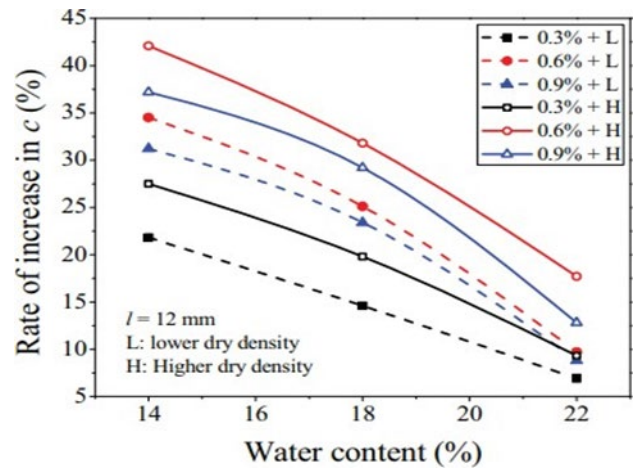 45
40
35
30
25
20
15
10
5
Rate of increase in c (%)
0.3% + L
0.6% + L
0.9% + L
0.3% + H
0.6% + H
0.9% + H
l = 12 mm
L: lower dry density
H: Higher dry density
14 16 18 20 22
Water content (%)